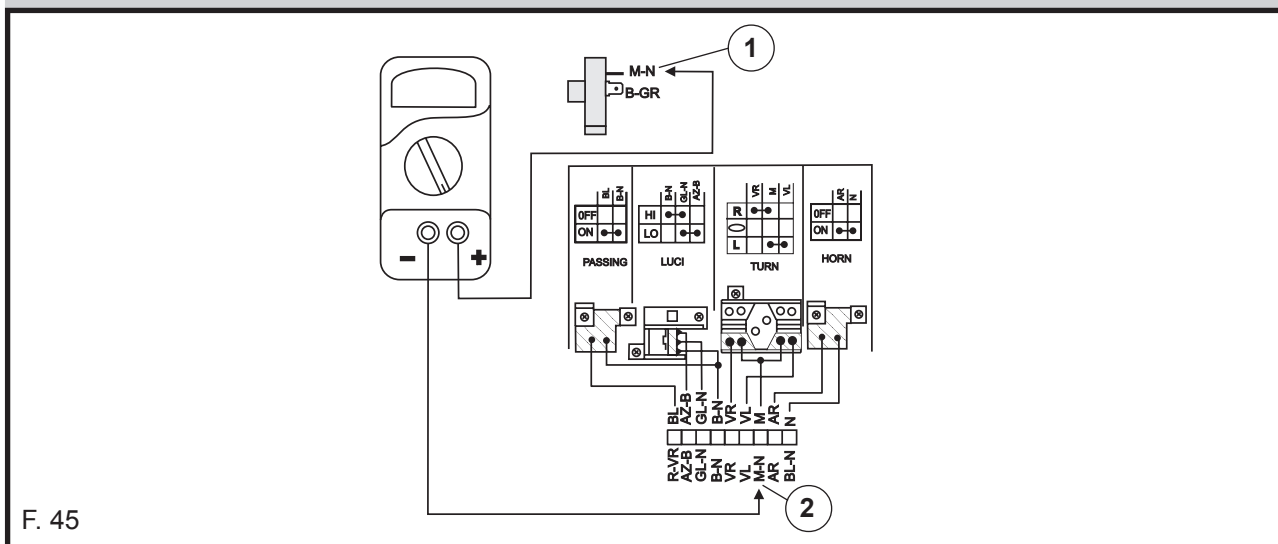 1
M-N
B-GR
BL
B-N
OFF
ON
PASSING
B-N
GL-N
AZ-B
HI
LO
LUCI
VR
M
VL
R
L
TURN
AR
N
OFF
ON
HORN
- +
BL
AZ-B
GL-N
B-N
VR
VL
M
AR
N
R-VR
AZ-B
GL-N
B-N
VR
VL
M-N
AR
BL-N
2
F. 45